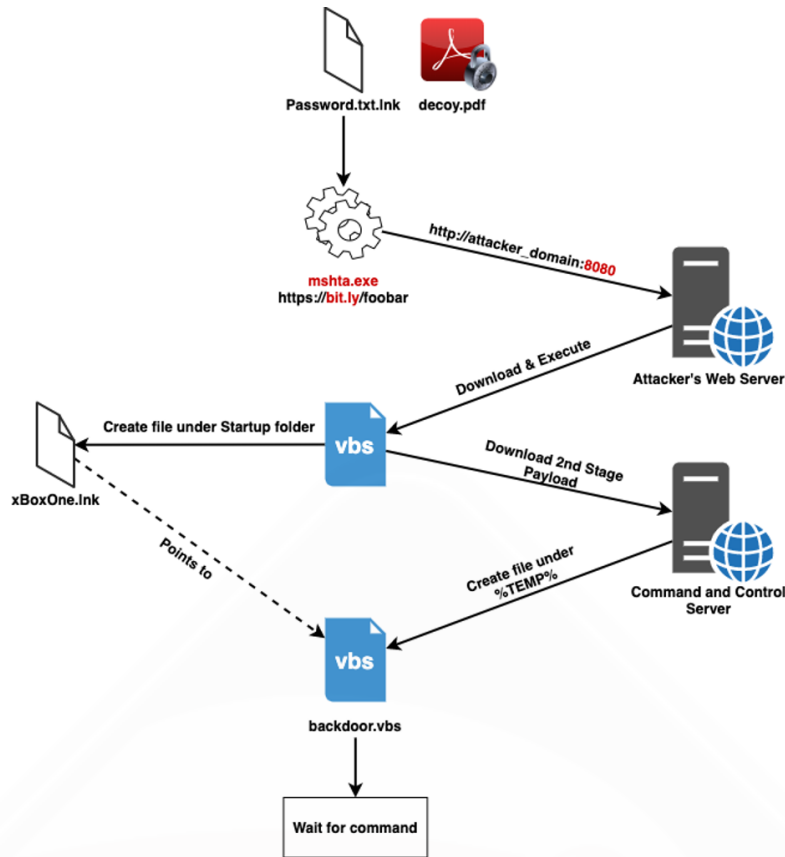 Password.txt.lnk
decoy.pdf
http://attacker_domain:8080
mshta.exe
https://bit.ly/foobar
Attacker's Web Server
Download & Execute
Create file under Startup folder
vbs
xBoxOne.lnk
Download 2nd Stage
Payload
Points to
Create file under
%TEMP%
Command and Control
Server
vbs
backdoor.vbs
Wait for command